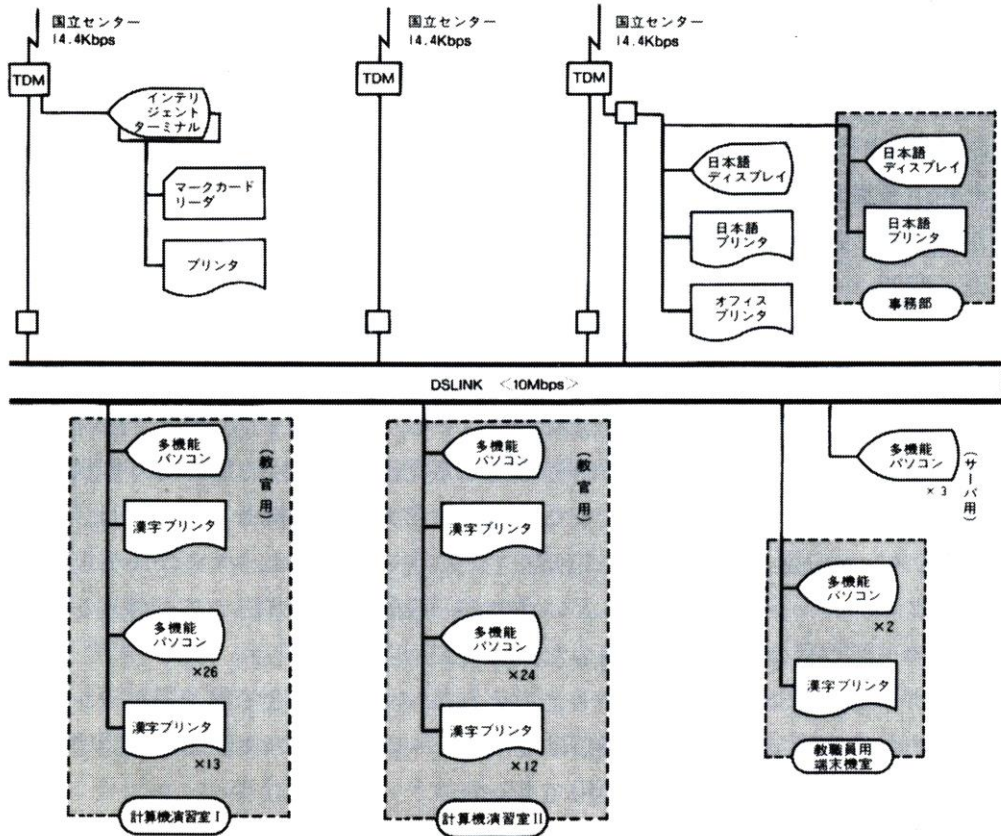 国立センター
14.4Kbps
TDM
インテリ
ジェント
ターミナル
マークカード
リーダ
プリンタ
国立センター
14.4Kbps
TDM
国立センター
14.4Kbps
TDM
日本語
ディスプレイ
日本語
プリンタ
オフィス
プリンタ
日本語
ディスプレイ
日本語
プリンタ
事務部
DSLINK <10Mbps>
多機能
パソコン
(教官用)
漢字プリンタ
多機能
パソコン
×26
漢字プリンタ
×13
計算機演習室I
多機能
パソコン
(教官用)
漢字プリンタ
多機能
パソコン
×24
漢字プリンタ
×12
計算機演習室II
多機能
パソコン
×3
(サーバ用)
多機能
パソコン
×2
漢字プリンタ
教職員用
端末機室